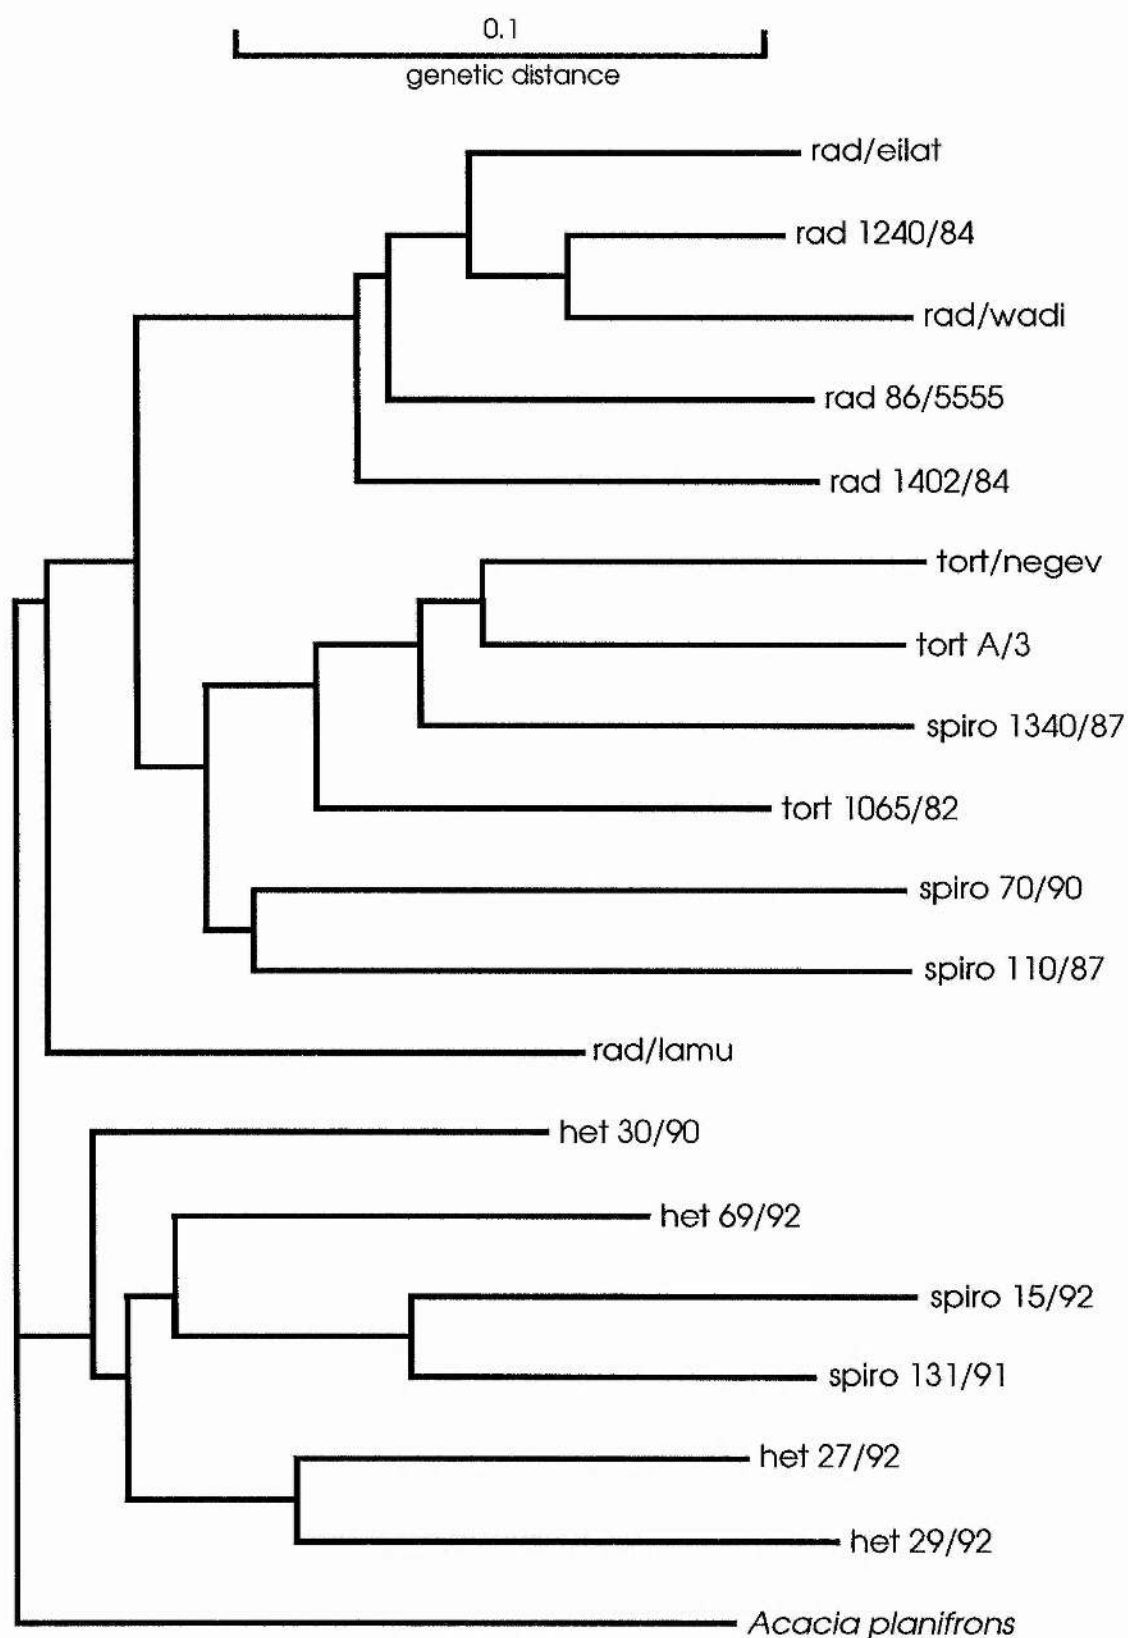 0.1
genetic distance
rad/eilat
rad 1240/84
rad/wadi
rad 86/5555
rad 1402/84
tort/negev
tort A/3
spiro 1340/87
tort 1065/82
spiro 70/90
spiro 110/87
rad/lamu
het 30/90
het 69/92
spiro 15/92
spiro 131/91
het 27/92
het 29/92
Acacia planifrons